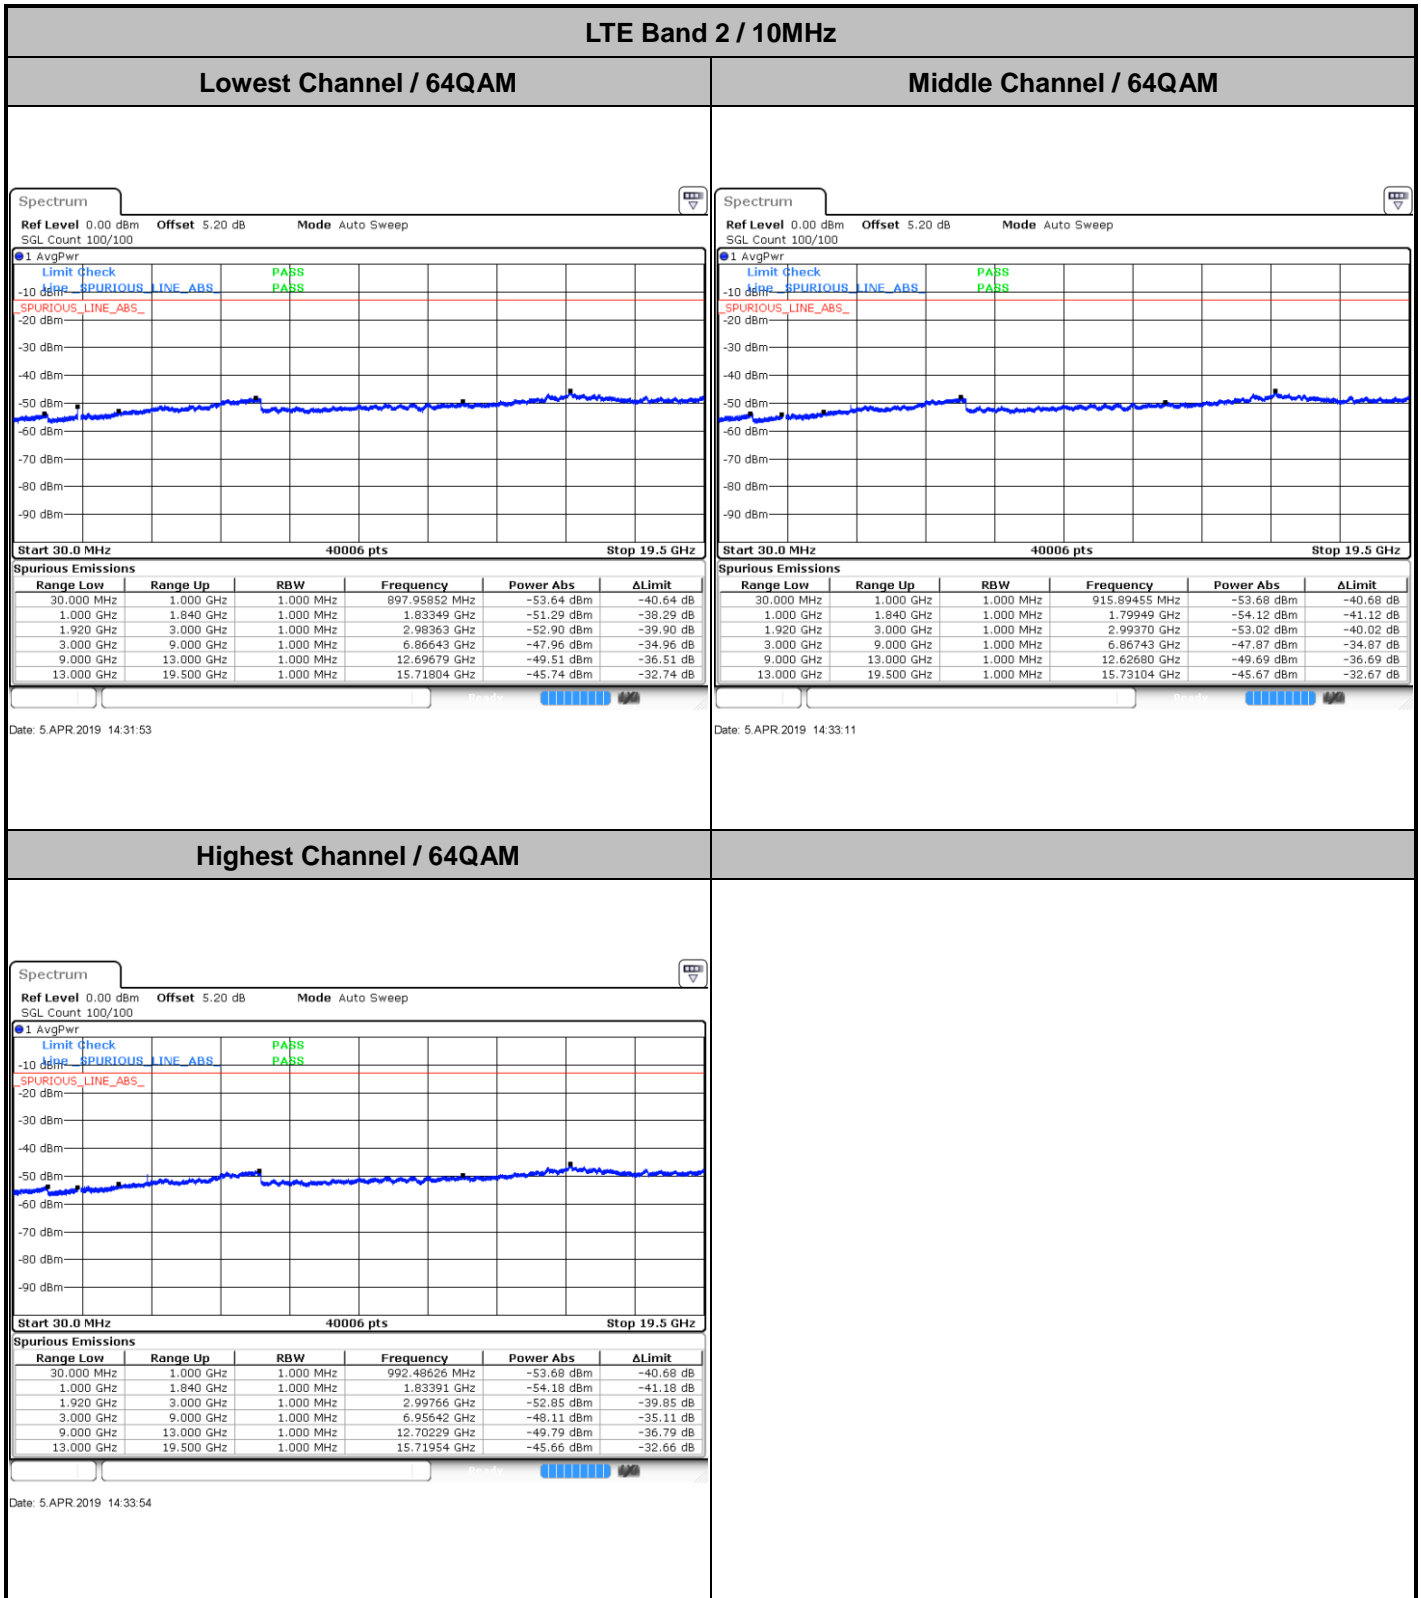 LTE Band 2 / 10MHz
Lowest Channel / 64QAM
Middle Channel / 64QAM
Spectrum
Ref Level 0.00 dBm Offset 5.20 dB Mode Auto Sweep
SGL Count 100/100
1 AvgPwr
Limit Check PASS
Line _SPURIOUS_LINE_ABS_ PASS
-10 dBm
_SPURIOUS_LINE_ABS_
-20 dBm
-30 dBm
-40 dBm
-50 dBm
-60 dBm
-70 dBm
-80 dBm
-90 dBm
Start 30.0 MHz 40006 pts Stop 19.5 GHz
Spurious Emissions
Range Low Range Up RBW Frequency Power Abs ΔLimit
30.000 MHz 1.000 GHz 1.000 MHz 897.95852 MHz -53.64 dBm -40.64 dB
1.000 GHz 1.840 GHz 1.000 MHz 1.83349 GHz -51.29 dBm -38.29 dB
1.920 GHz 3.000 GHz 1.000 MHz 2.98363 GHz -52.90 dBm -39.90 dB
3.000 GHz 9.000 GHz 1.000 MHz 6.86643 GHz -47.96 dBm -34.96 dB
9.000 GHz 13.000 GHz 1.000 MHz 12.69679 GHz -49.51 dBm -36.51 dB
13.000 GHz 19.500 GHz 1.000 MHz 15.71804 GHz -45.74 dBm -32.74 dB
Ready
Date: 5.APR.2019 14:31:53
Spectrum
Ref Level 0.00 dBm Offset 5.20 dB Mode Auto Sweep
SGL Count 100/100
1 AvgPwr
Limit Check PASS
Line _SPURIOUS_LINE_ABS_ PASS
-10 dBm
_SPURIOUS_LINE_ABS_
-20 dBm
-30 dBm
-40 dBm
-50 dBm
-60 dBm
-70 dBm
-80 dBm
-90 dBm
Start 30.0 MHz 40006 pts Stop 19.5 GHz
Spurious Emissions
Range Low Range Up RBW Frequency Power Abs ΔLimit
30.000 MHz 1.000 GHz 1.000 MHz 915.89455 MHz -53.68 dBm -40.68 dB
1.000 GHz 1.840 GHz 1.000 MHz 1.79949 GHz -54.12 dBm -41.12 dB
1.920 GHz 3.000 GHz 1.000 MHz 2.99370 GHz -53.02 dBm -40.02 dB
3.000 GHz 9.000 GHz 1.000 MHz 6.86743 GHz -47.87 dBm -34.87 dB
9.000 GHz 13.000 GHz 1.000 MHz 12.62680 GHz -49.69 dBm -36.69 dB
13.000 GHz 19.500 GHz 1.000 MHz 15.73104 GHz -45.67 dBm -32.67 dB
Ready
Date: 5.APR.2019 14:33:11
Highest Channel / 64QAM
Spectrum
Ref Level 0.00 dBm Offset 5.20 dB Mode Auto Sweep
SGL Count 100/100
1 AvgPwr
Limit Check PASS
Line _SPURIOUS_LINE_ABS_ PASS
-10 dBm
_SPURIOUS_LINE_ABS_
-20 dBm
-30 dBm
-40 dBm
-50 dBm
-60 dBm
-70 dBm
-80 dBm
-90 dBm
Start 30.0 MHz 40006 pts Stop 19.5 GHz
Spurious Emissions
Range Low Range Up RBW Frequency Power Abs ΔLimit
30.000 MHz 1.000 GHz 1.000 MHz 992.48626 MHz -53.68 dBm -40.68 dB
1.000 GHz 1.840 GHz 1.000 MHz 1.83391 GHz -54.18 dBm -41.18 dB
1.920 GHz 3.000 GHz 1.000 MHz 2.99766 GHz -52.85 dBm -39.85 dB
3.000 GHz 9.000 GHz 1.000 MHz 6.95642 GHz -48.11 dBm -35.11 dB
9.000 GHz 13.000 GHz 1.000 MHz 12.70229 GHz -49.79 dBm -36.79 dB
13.000 GHz 19.500 GHz 1.000 MHz 15.71954 GHz -45.66 dBm -32.66 dB
Ready
Date: 5.APR.2019 14:33:54